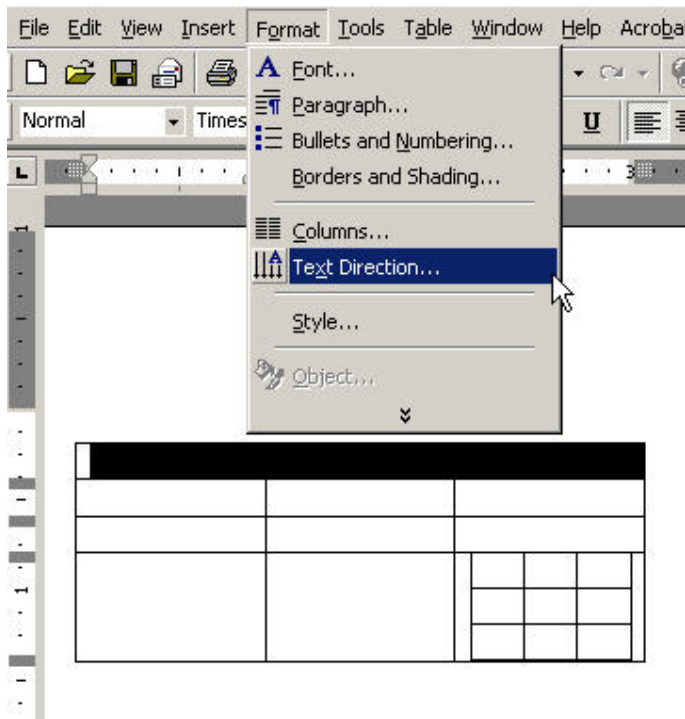 File Edit View Insert Format Tools Table Window Help Acroba
Normal Times U
Font...
Paragraph...
Bullets and Numbering...
Borders and Shading...
3
Columns...
Text Direction...
Style...
Object...
1
1